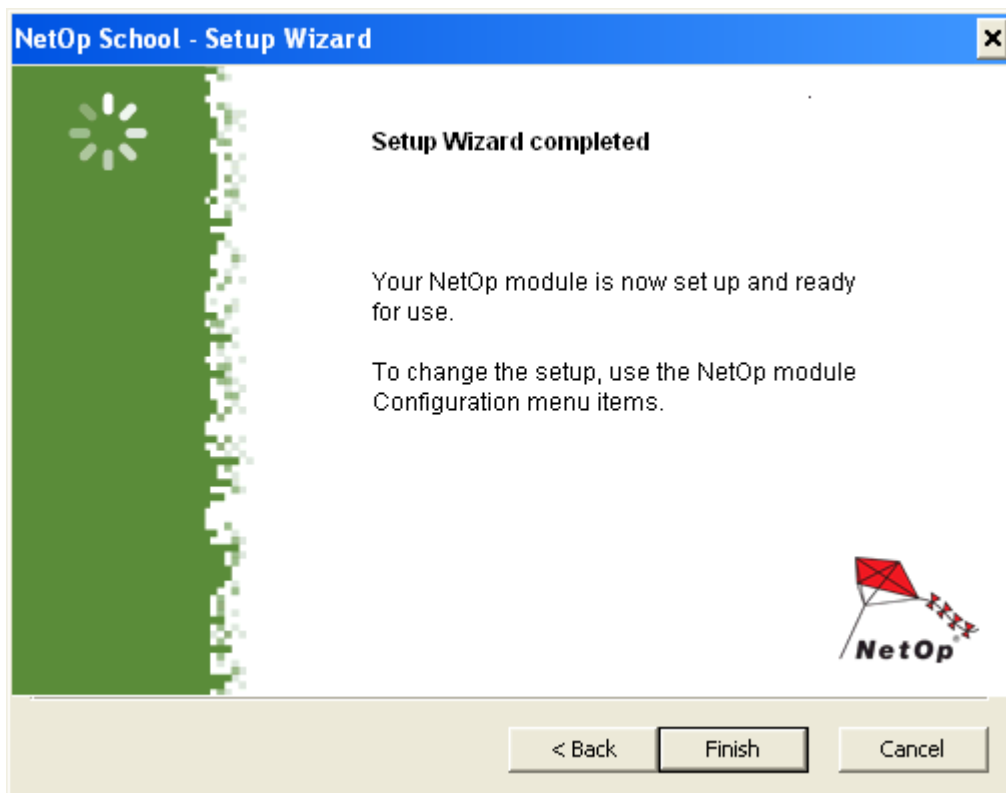 NetOp School - Setup Wizard
Setup Wizard completed
Your NetOp module is now set up and ready
for use.
To change the setup, use the NetOp module
Configuration menu items.
NetOp®
< Back
Finish
Cancel